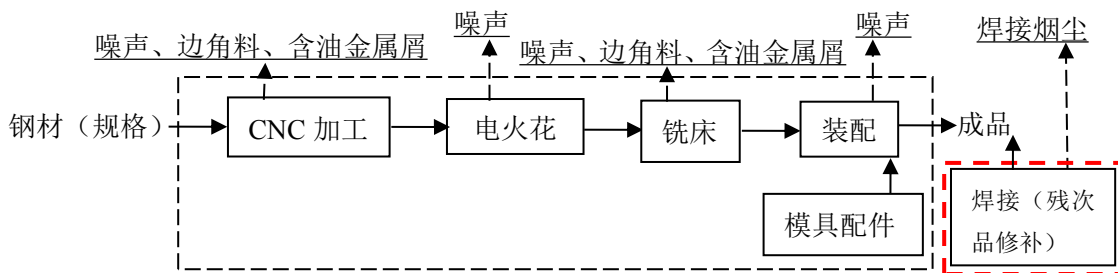 噪声、边角料、含油金属屑
噪声
噪声、边角料、含油金属屑
噪声
焊接烟尘
钢材（规格）
CNC 加工
电火花
铣床
装配
成品
模具配件
焊接（残次
品修补）